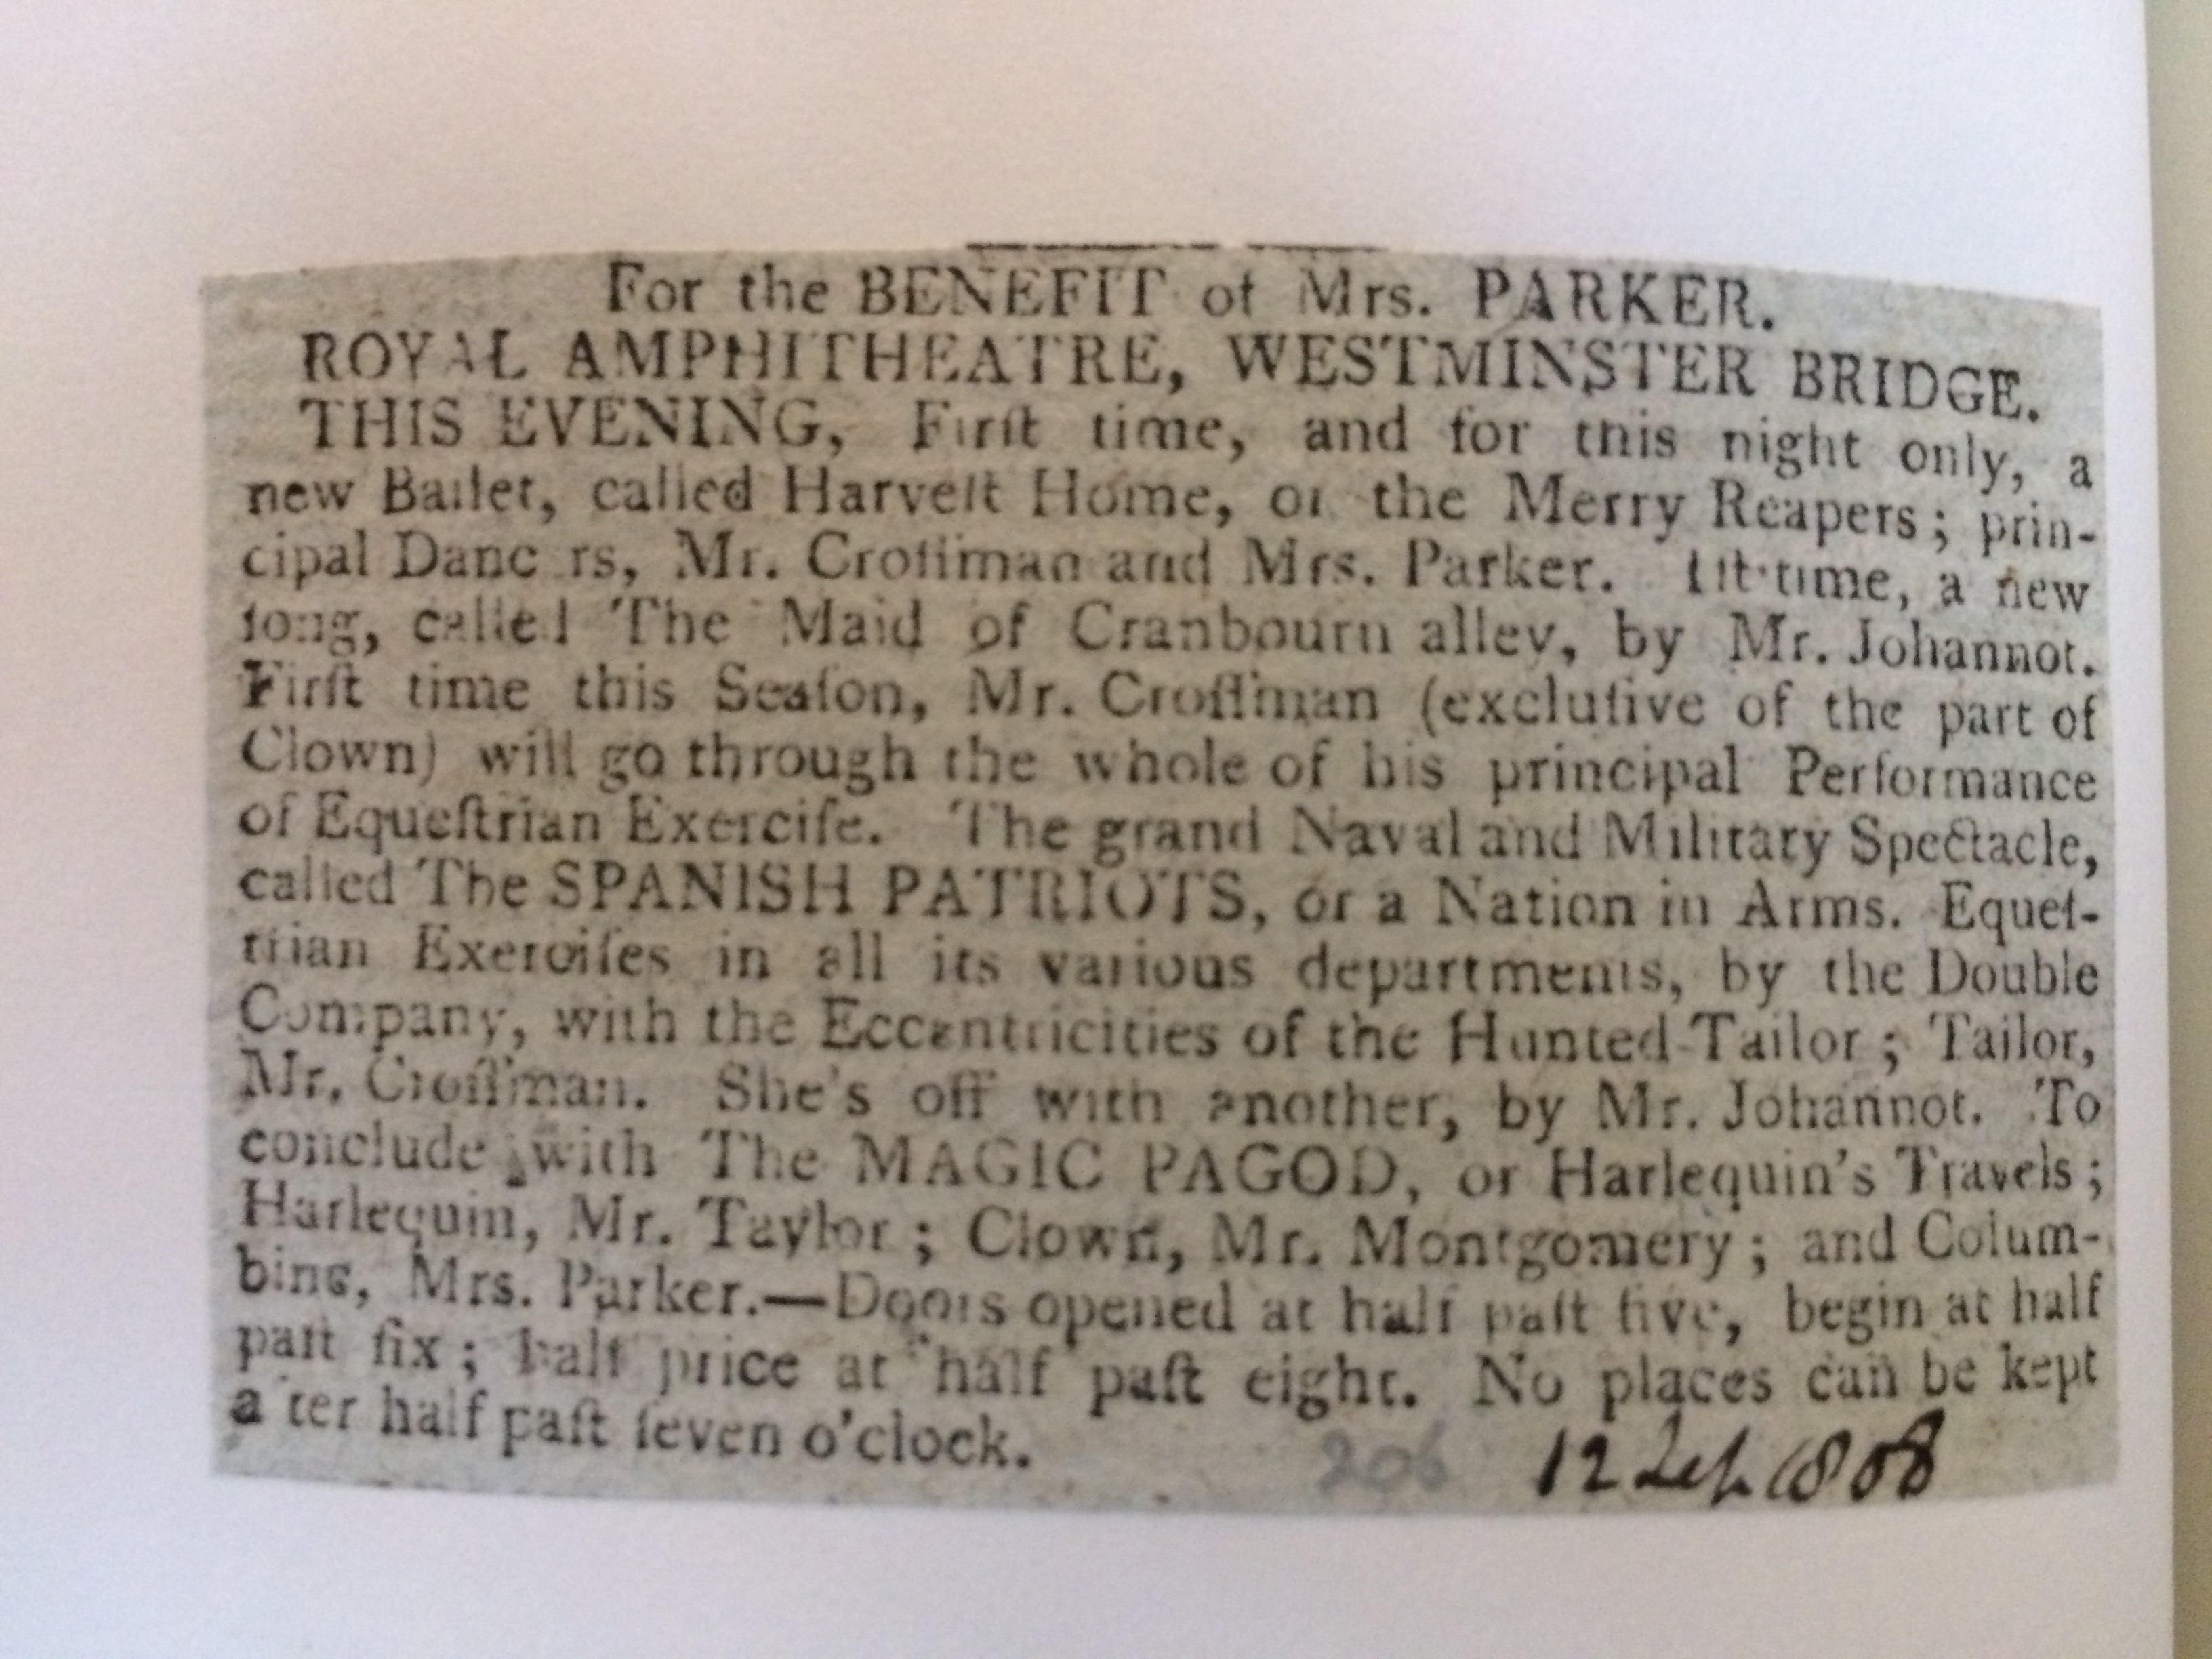 For the BENEFIT of Mrs. PARKER.
ROYAL AMPHITHEATRE, WESTMINSTER BRIDGE.
THIS EVENING, Firſt time, and for this night only, a
new Ballet, called Harveſt Home, or the Merry Reapers; prin-
cipal Dancers, Mr. Croſſman and Mrs. Parker. 1ſt time, a new
ſong, called The Maid of Cranbourn alley, by Mr. Johannot.
Firſt time this Seaſon, Mr. Croſſman (excluſive of the part of
Clown) will go through the whole of his principal Performance
of Equeſtrian Exerciſe. The grand Naval and Military Spectacle,
called The SPANISH PATRIOTS, or a Nation in Arms. Equeſ-
trian Exerciſes in all its various departments, by the Double
Company, with the Eccentricities of the Hunted Tailor; Tailor,
Mr. Croſſman. She's off with another, by Mr. Johannot. To
conclude with The MAGIC PAGOD, or Harlequin's Travels;
Harlequin, Mr. Taylor; Clown, Mr. Montgomery; and Colum-
bine, Mrs. Parker.—Doors opened at half paſt five, begin at half
paſt ſix; half price at half paſt eight. No places can be kept
after half paſt ſeven o'clock.
206 12 Sep 1808